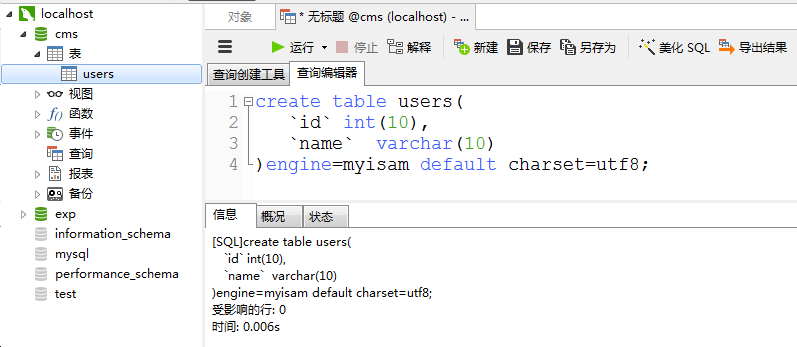 localhost
cms
表
users
视图
f() 函数
事件
查询
报表
备份
exp
information_schema
mysql
performance_schema
test
对象
* 无标题 @cms (localhost) - ...
运行 停止 解释 新建 保存 另存为 美化 SQL 导出结果
查询创建工具 查询编辑器
1 create table users(
2 `id` int(10),
3 `name`  varchar(10)
4 )engine=myisam default charset=utf8;
信息 概况 状态
[SQL]create table users(
`id` int(10),
`name`  varchar(10)
)engine=myisam default charset=utf8;
受影响的行: 0
时间: 0.006s